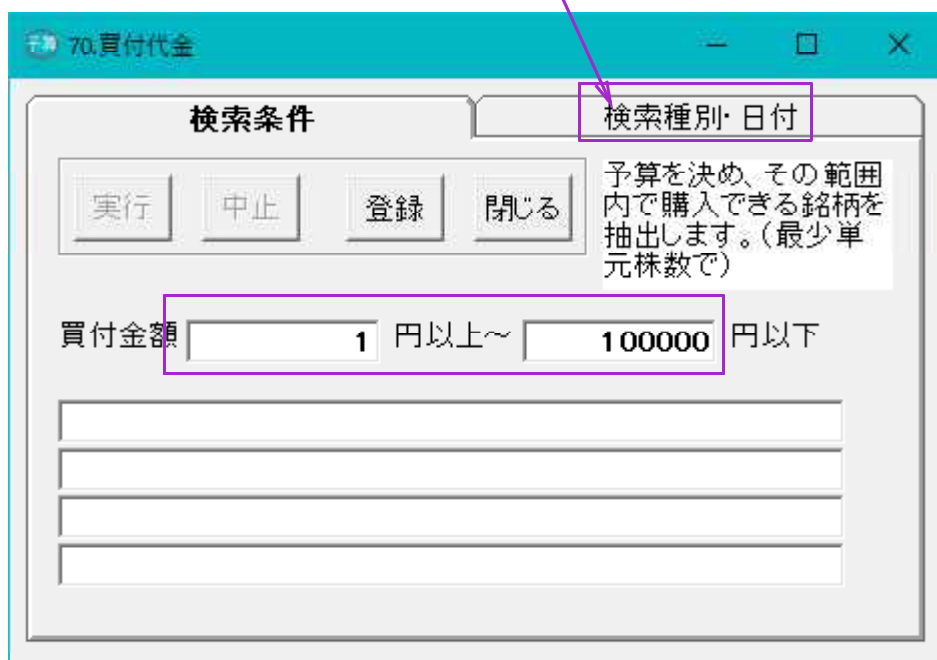 70.買付代金
検索条件
検索種別・日付
実行 中止 登録 閉じる
予算を決め、その範囲
内で購入できる銘柄を
抽出します。(最少単
元株数で)
買付金額 1 円以上～ 100000 円以下